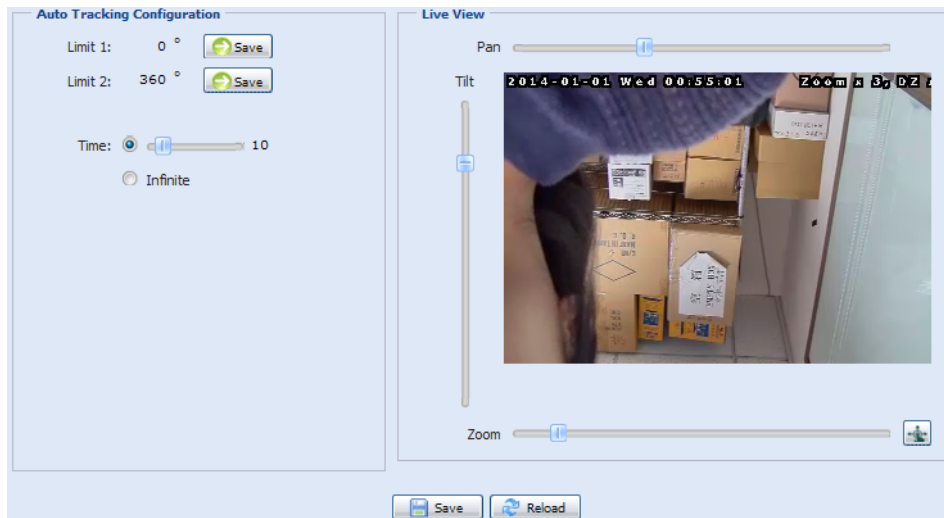 Auto Tracking Configuration
Limit 1: 0 ° Save
Limit 2: 360 ° Save
Time: 10
Infinite
Live View
Pan
Tilt
2014-01-01 Wed 00:55:01 Zoom x 3, DZ
Zoom
Save Reload